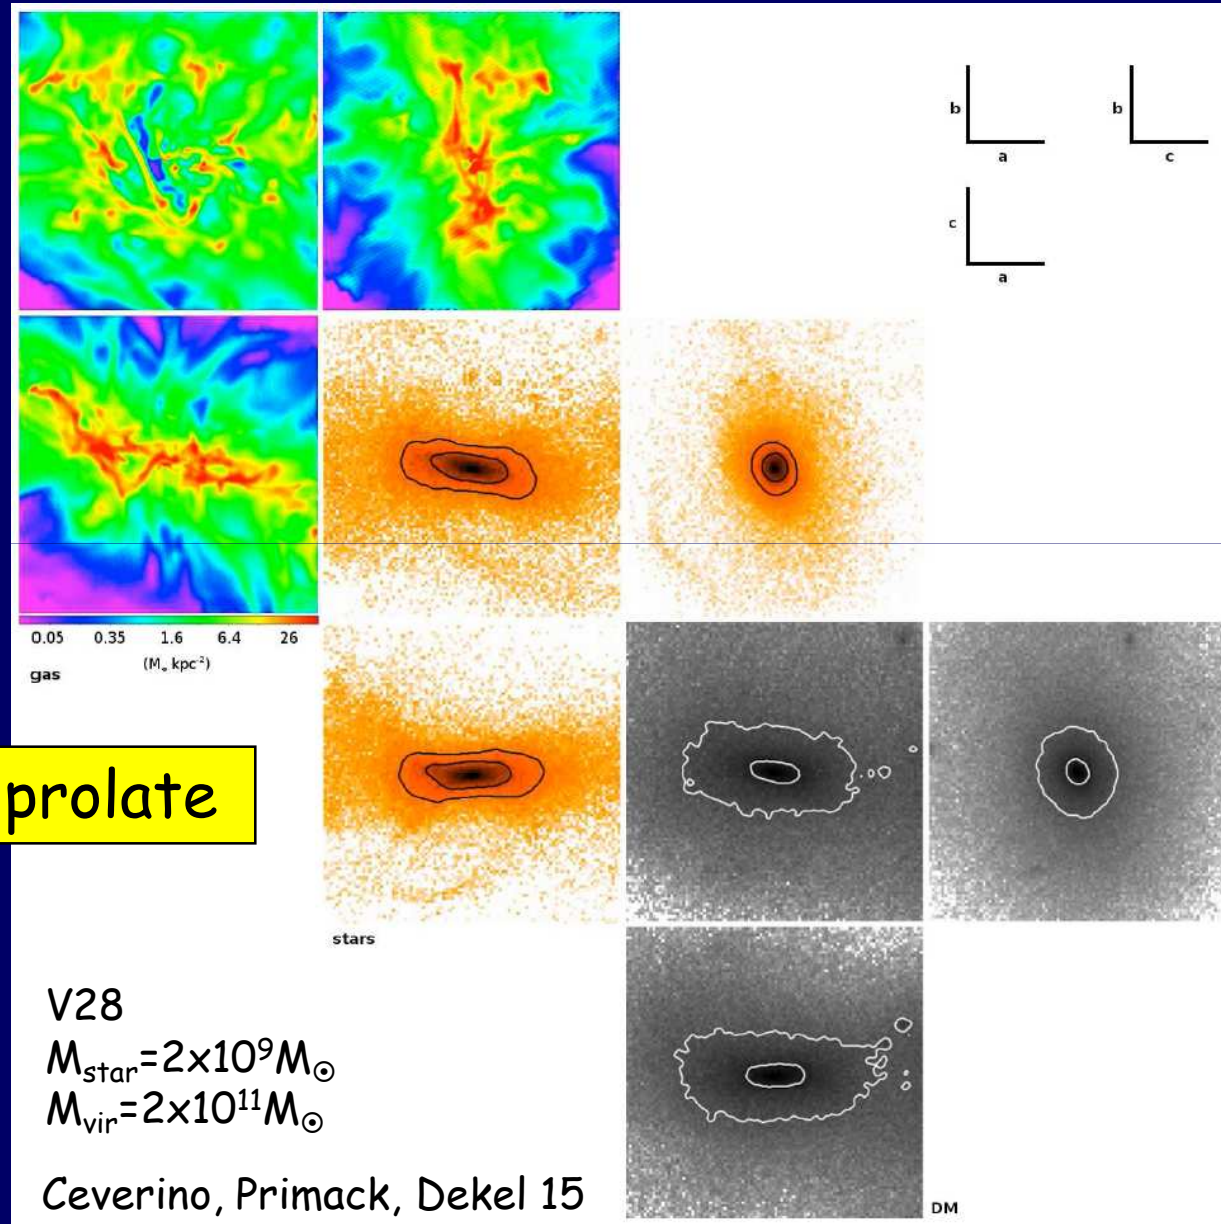 b
b
a
c
c
a
0.05 0.35 1.6 6.4 26
(M⊙ kpc⁻²)
gas
prolate
stars
V28
Mstar=2x10⁹M⊙
Mvir=2x10¹¹M⊙
Ceverino, Primack, Dekel 15
DM